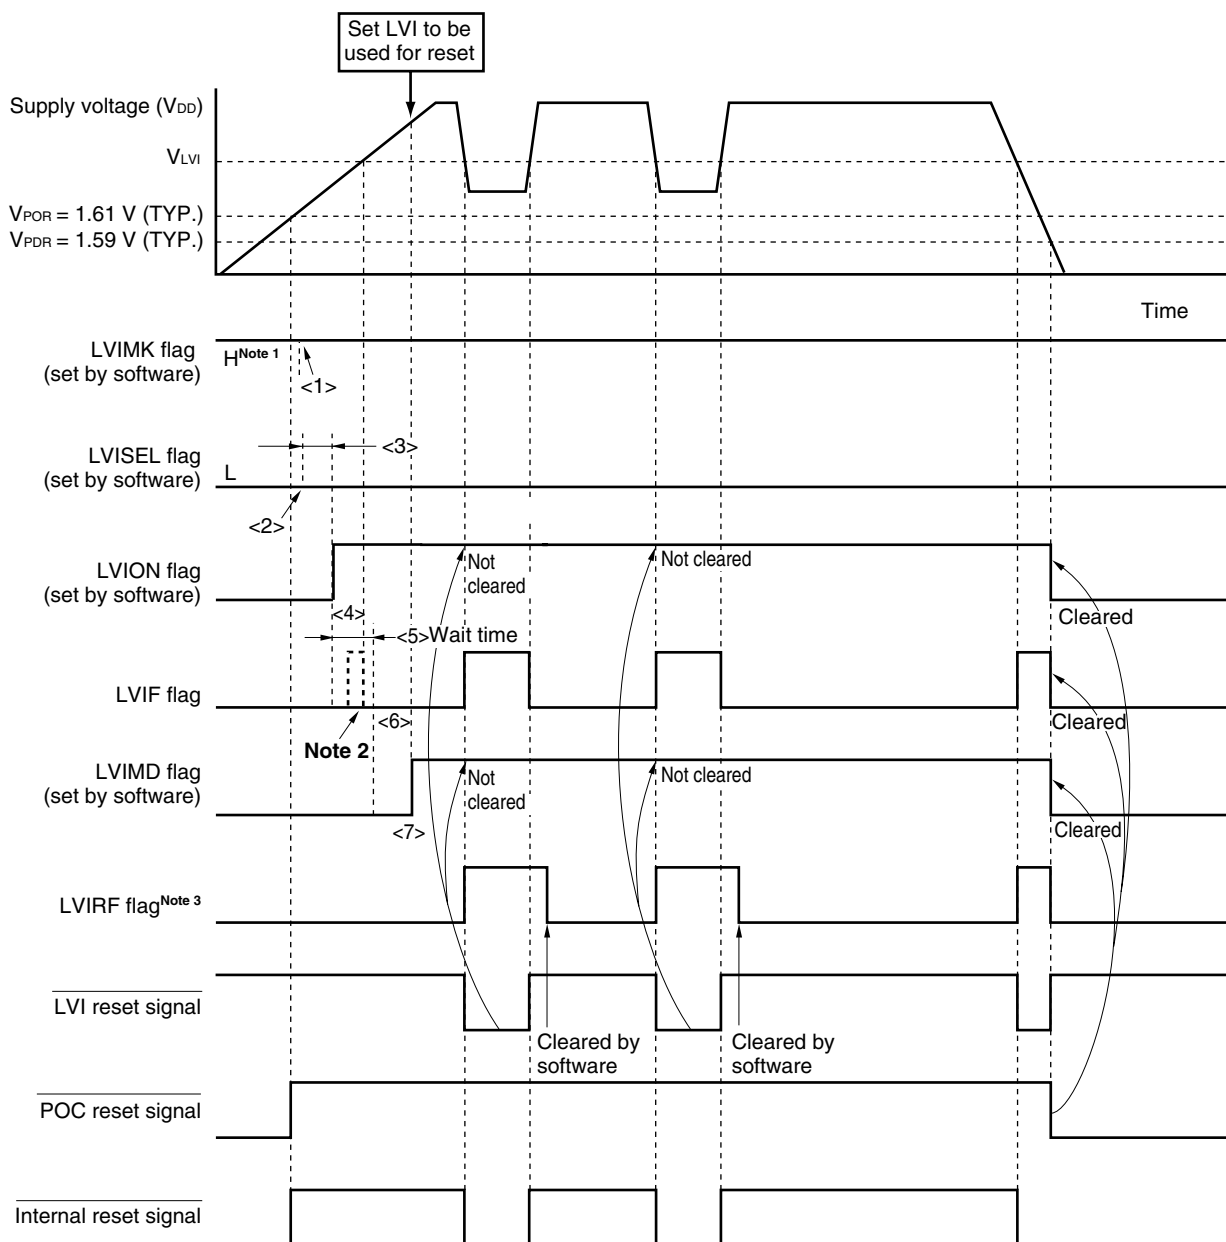 Set LVI to be
used for reset
Supply voltage (VDD)
VLVI
VPOR = 1.61 V (TYP.)
VPDR = 1.59 V (TYP.)
Time
LVIMK flag
(set by software)
H Note 1
<1>
LVISEL flag
(set by software)
L
<3>
<2>
LVION flag
(set by software)
Not
cleared
Not cleared
Cleared
<4>
<5>Wait time
LVIF flag
Note 2
<6>
Cleared
LVIMD flag
(set by software)
Not
cleared
Not cleared
Cleared
<7>
LVIRF flag Note 3
LVI reset signal
Cleared by
software
Cleared by
software
POC reset signal
Internal reset signal